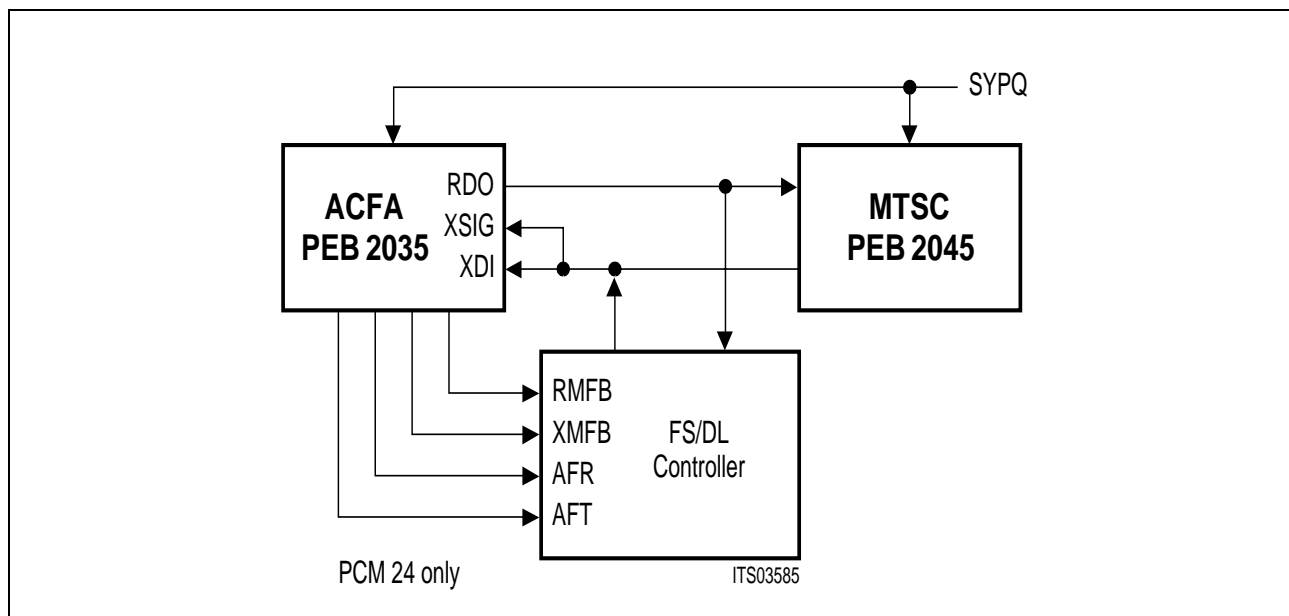 SYPQ
ACFA
PEB 2035
RDO
XSIG
XDI
MTSC
PEB 2045
RMFB
XMFB
AFR
AFT
FS/DL
Controller
PCM 24 only
ITS03585